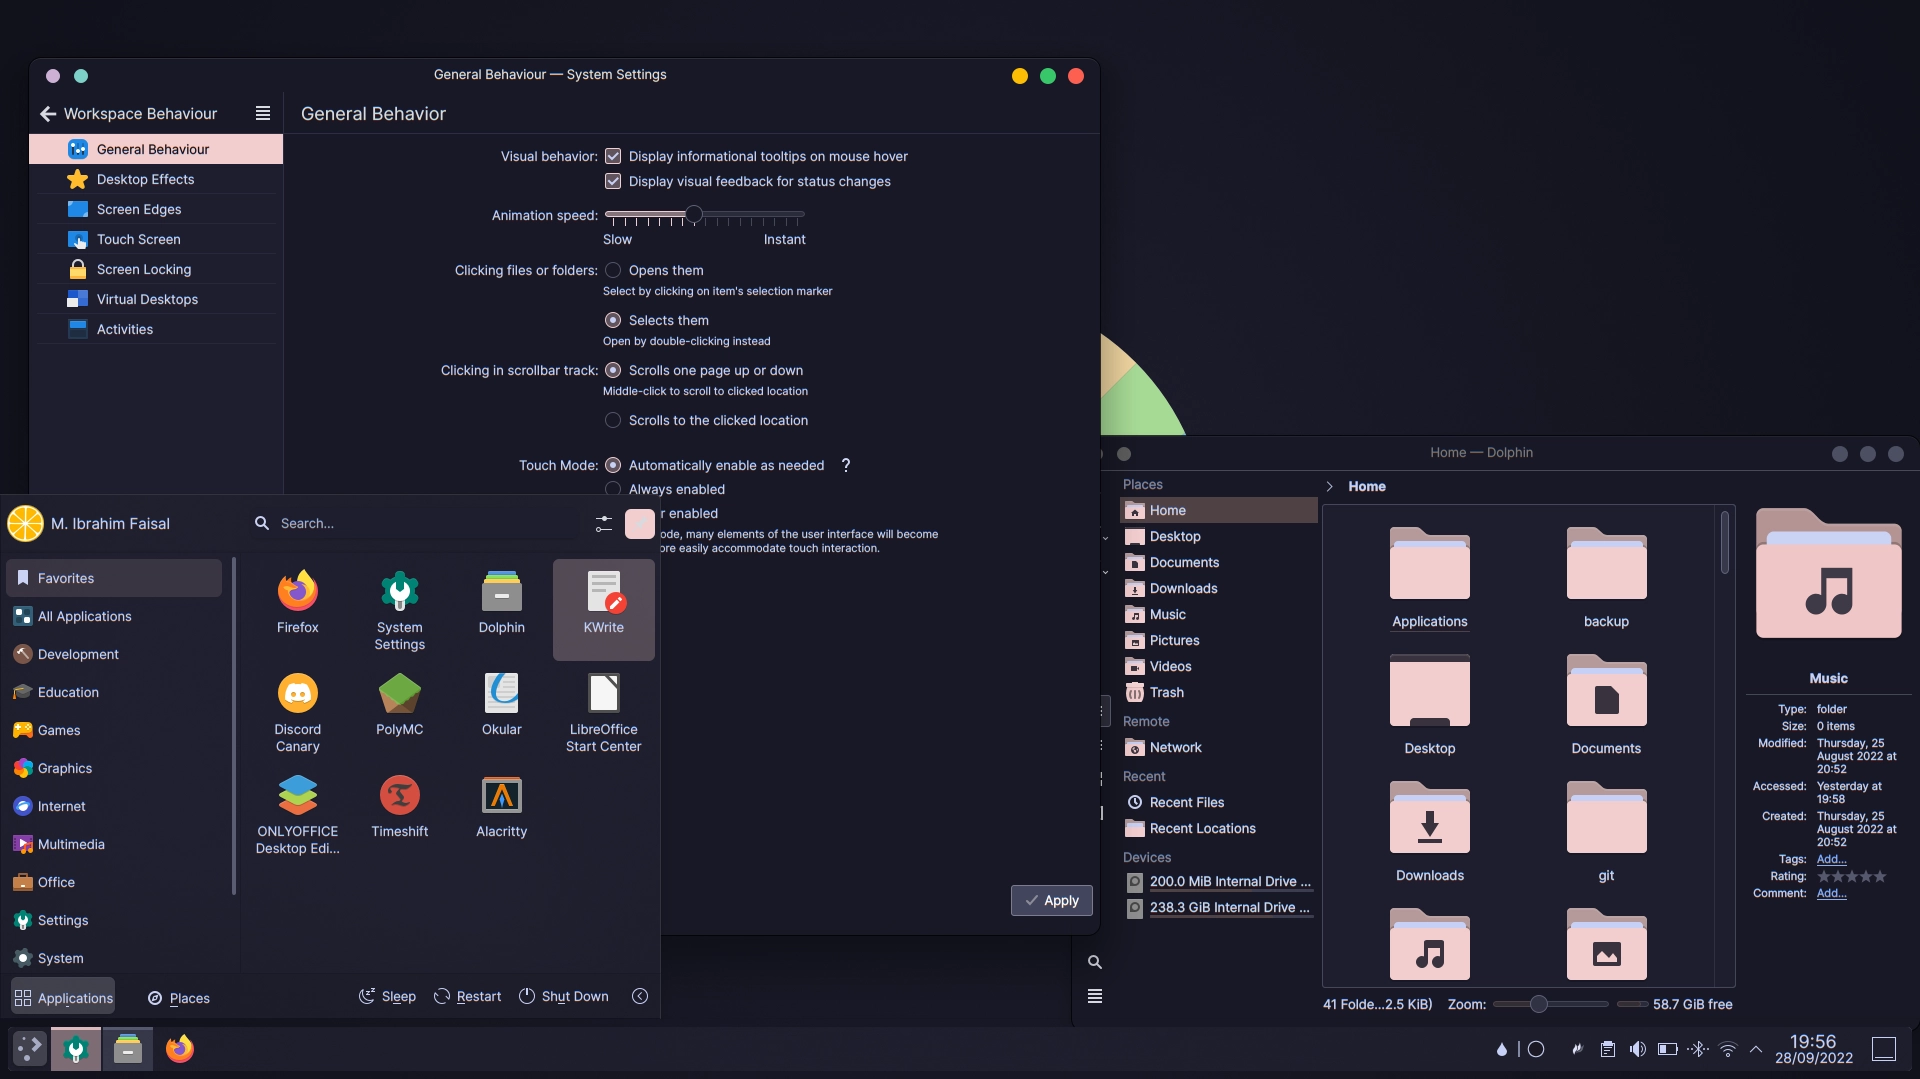 General Behaviour — System Settings
Workspace Behaviour
General Behavior
General Behaviour
Desktop Effects
Screen Edges
Touch Screen
Screen Locking
Virtual Desktops
Activities
Visual behavior:
Display informational tooltips on mouse hover
Display visual feedback for status changes
Animation speed:
Slow
Instant
Clicking files or folders:
Opens them
Select by clicking on item's selection marker
Selects them
Open by double-clicking instead
Clicking in scrollbar track:
Scrolls one page up or down
Middle-click to scroll to clicked location
Scrolls to the clicked location
Touch Mode:
Automatically enable as needed
?
Always enabled
r enabled
ode, many elements of the user interface will become
ore easily accommodate touch interaction.
Apply
M. Ibrahim Faisal
Search...
Favorites
All Applications
Development
Education
Games
Graphics
Internet
Multimedia
Office
Settings
System
Firefox
System
Settings
Dolphin
KWrite
Discord
Canary
PolyMC
Okular
LibreOffice
Start Center
ONLYOFFICE
Desktop Edi...
Timeshift
Alacritty
Applications
Places
Sleep
Restart
Shut Down
Home — Dolphin
Places
Home
Desktop
Documents
Downloads
Music
Pictures
Videos
Trash
Remote
Network
Recent
Recent Files
Recent Locations
Devices
200.0 MiB Internal Drive ...
238.3 GiB Internal Drive ...
Home
Applications
backup
Desktop
Documents
Downloads
git
41 Folde...2.5 KiB)
Zoom:
58.7 GiB free
Music
Type: folder
Size: 0 items
Modified: Thursday, 25
August 2022 at
20:52
Accessed: Yesterday at
19:58
Created: Thursday, 25
August 2022 at
20:52
Tags: Add...
Rating:
Comment: Add...
19:56
28/09/2022